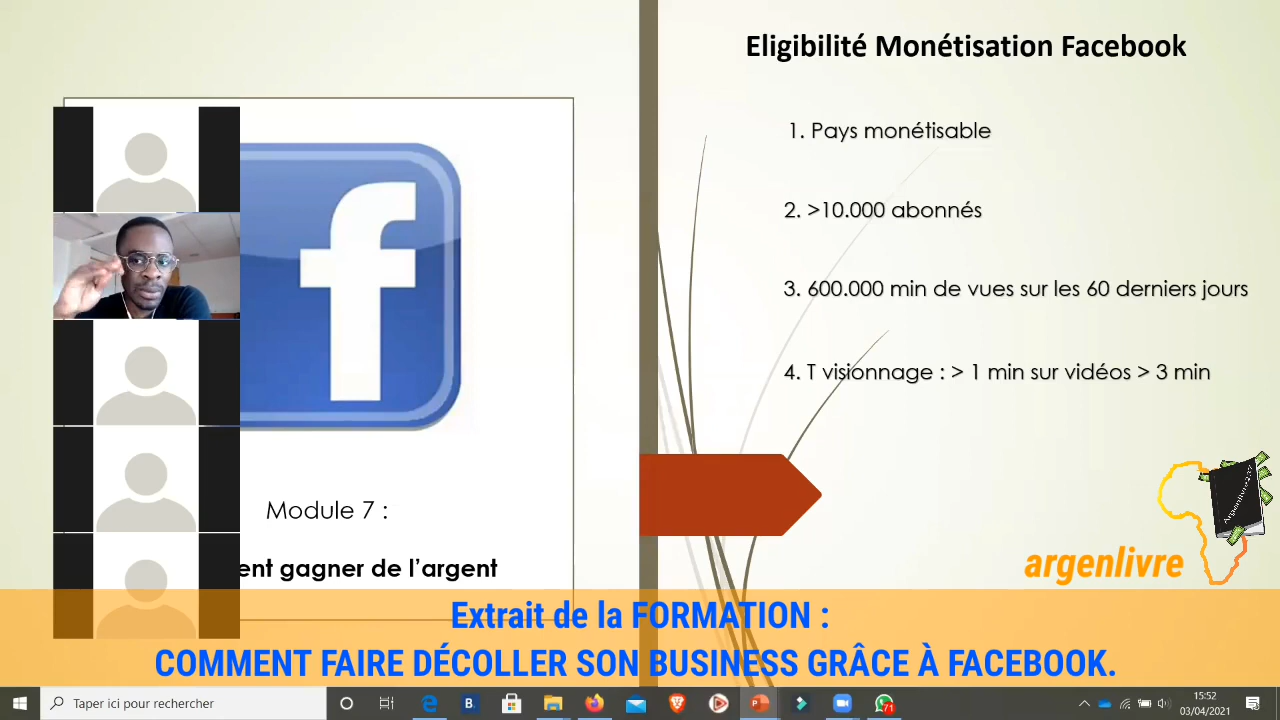 Eligibilité Monétisation Facebook
1. Pays monétisable
2. >10.000 abonnés
3. 600.000 min de vues sur les 60 derniers jours
4. T visionnage : > 1 min sur vidéos > 3 min
Module 7 :
ent gagner de l'argent
argenlivre
Extrait de la FORMATION :
COMMENT FAIRE DÉCOLLER SON BUSINESS GRÂCE À FACEBOOK.
Taper ici pour rechercher
71
15:52
03/04/2021